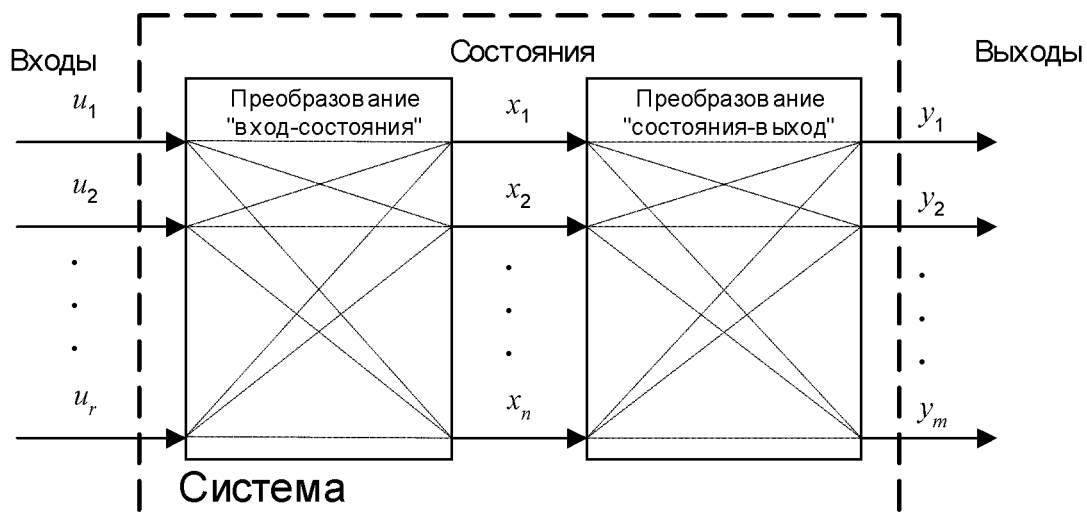 Входы
Состояния
Выходы
Преобразование
"вход-состояния"
Преобразование
"состояния-выход"
u1
x1
y1
u2
x2
y2
ur
xn
ym
Система